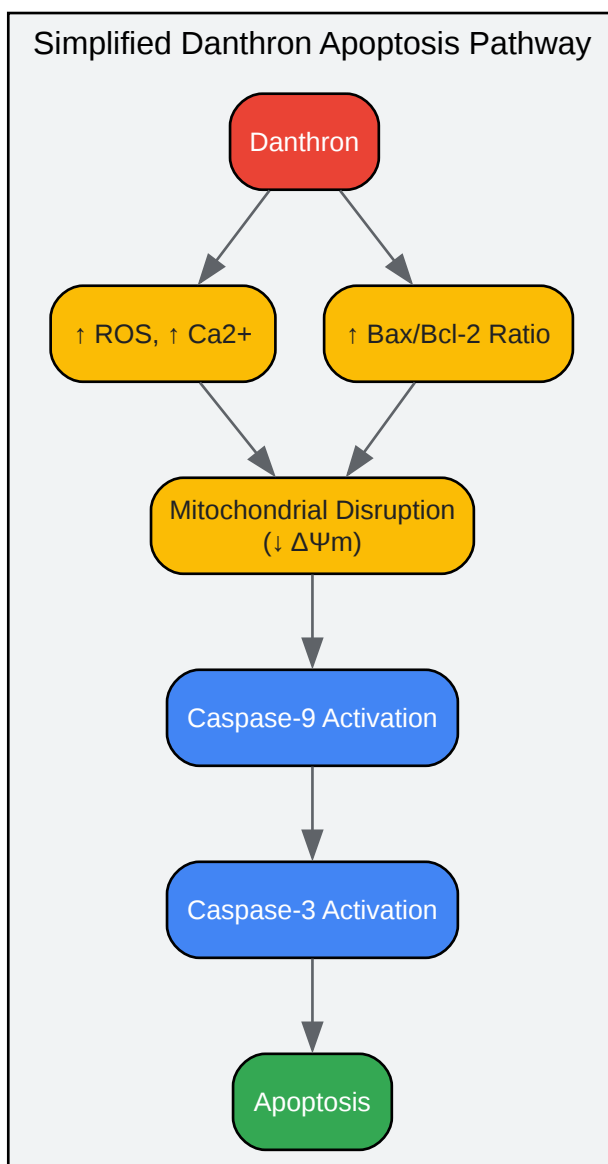 Simplified Danthron Apoptosis Pathway
Danthron
↑ ROS, ↑ Ca2+
↑ Bax/Bcl-2 Ratio
Mitochondrial Disruption
(↓ ΔΨm)
Caspase-9 Activation
Caspase-3 Activation
Apoptosis